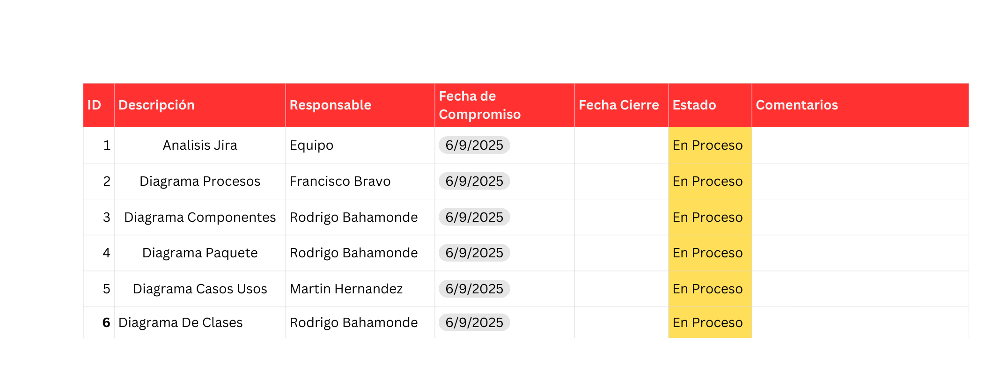 ID Descripción Responsable Fecha de Compromiso Fecha Cierre Estado Comentarios
1 Analisis Jira Equipo 6/9/2025 En Proceso
2 Diagrama Procesos Francisco Bravo 6/9/2025 En Proceso
3 Diagrama Componentes Rodrigo Bahamonde 6/9/2025 En Proceso
4 Diagrama Paquete Rodrigo Bahamonde 6/9/2025 En Proceso
5 Diagrama Casos Usos Martin Hernandez 6/9/2025 En Proceso
6 Diagrama De Clases Rodrigo Bahamonde 6/9/2025 En Proceso